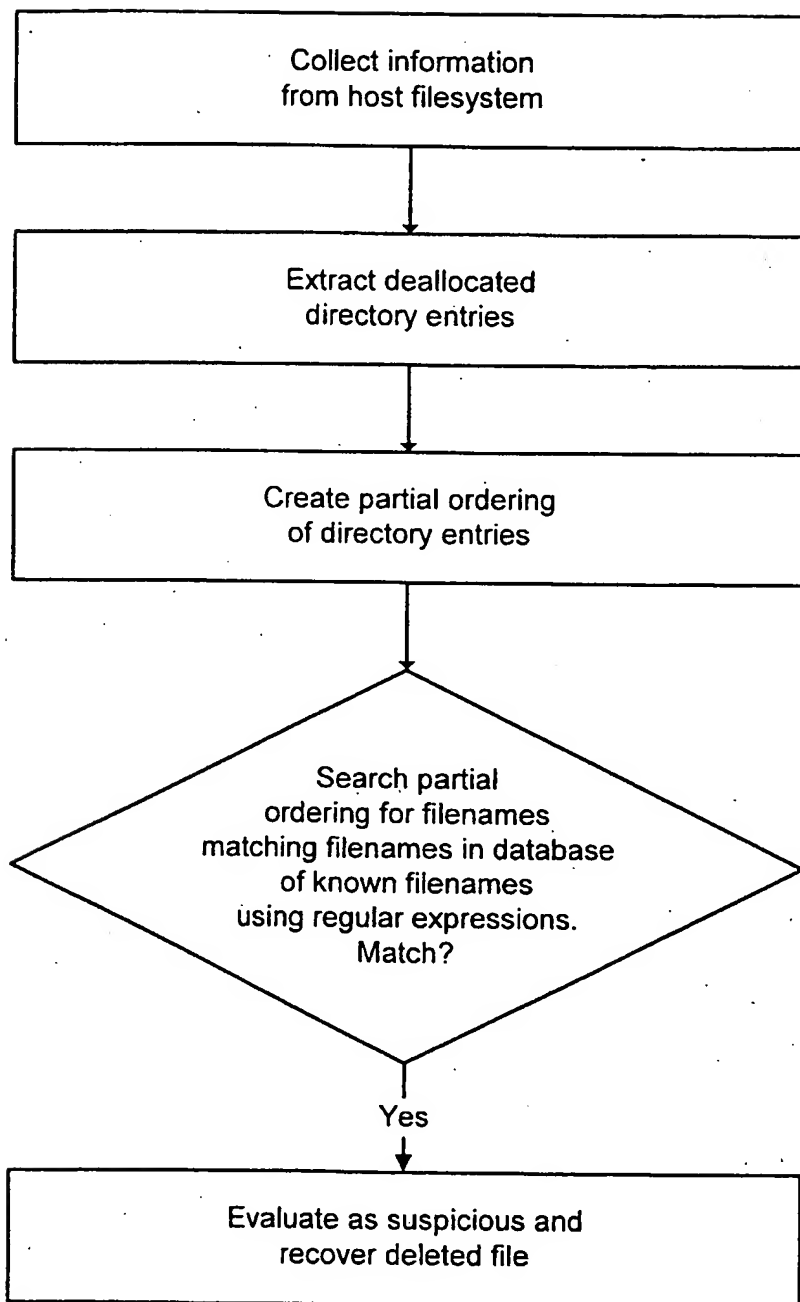 Collect information
from host filesystem
Extract deallocated
directory entries
Create partial ordering
of directory entries
Search partial
ordering for filenames
matching filenames in database
of known filenames
using regular expressions.
Match?
Yes
Evaluate as suspicious and
recover deleted file